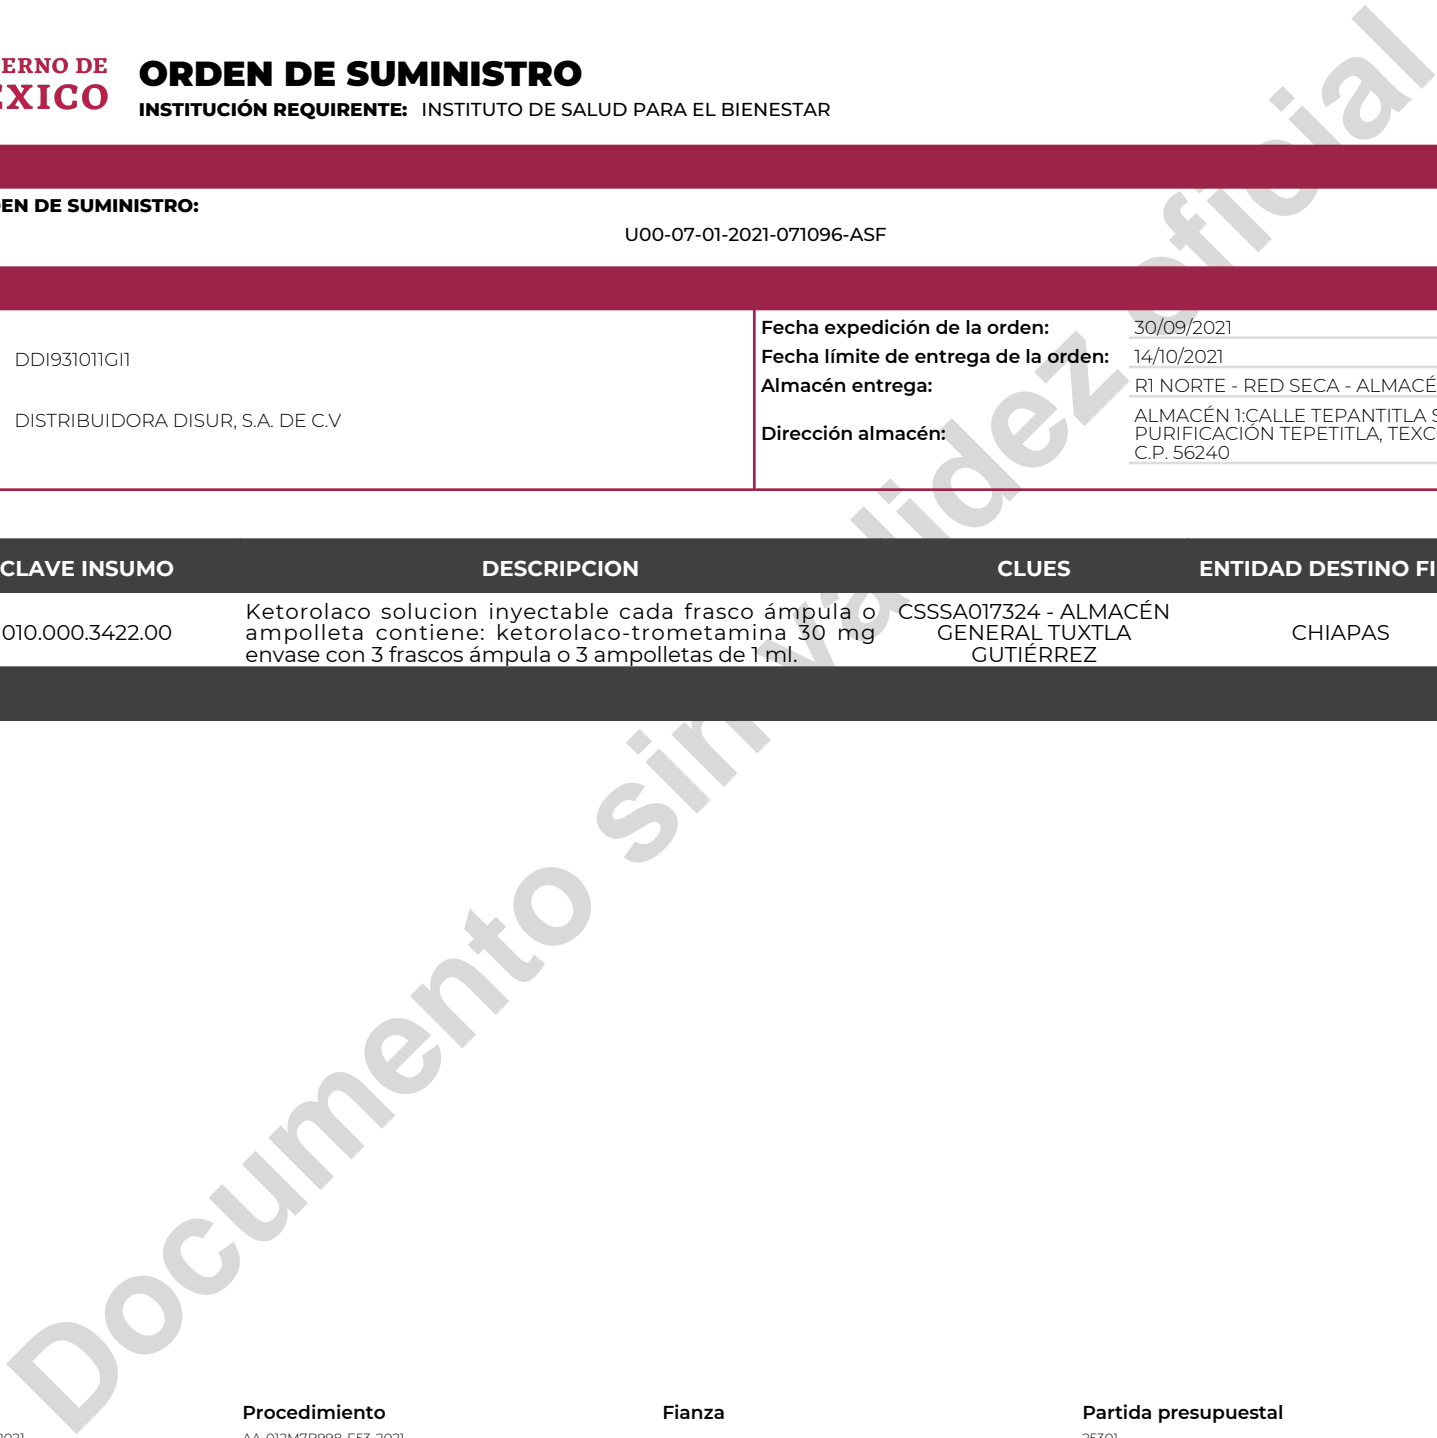 ERNO DE
EXICO
ORDEN DE SUMINISTRO
INSTITUCIÓN REQUIRENTE: INSTITUTO DE SALUD PARA EL BIENESTAR
EN DE SUMINISTRO:
U00-07-01-2021-071096-ASF
DDI931011GI1
DISTRIBUIDORA DISUR, S.A. DE C.V
Fecha expedición de la orden: 30/09/2021
Fecha límite de entrega de la orden: 14/10/2021
Almacén entrega: R1 NORTE - RED SECA - ALMACÉ
Dirección almacén: ALMACÉN 1:CALLE TEPANTITLA S
PURIFICACIÓN TEPETITLA, TEXC
C.P. 56240
CLAVE INSUMO DESCRIPCION CLUES ENTIDAD DESTINO FI
010.000.3422.00
Ketorolaco solucion inyectable cada frasco ámpula o
ampolleta contiene: ketorolaco-trometamina 30 mg
envase con 3 frascos ámpula o 3 ampolletas de 1 ml.
CSSSA017324 - ALMACÉN
GENERAL TUXTLA
GUTIÉRREZ
CHIAPAS
Documento sin validez oficial
Procedimiento Fianza Partida presupuestal